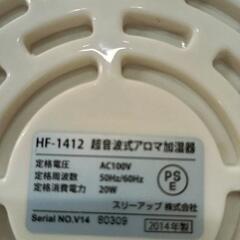 HF-1412 超音波式アロマ加湿器
定格電圧 AC100V
定格周波数 50Hz/60Hz
定格消費電力 20W
PS
E
スリーアップ株式会社
Serial NO.V14 80309 2014年製